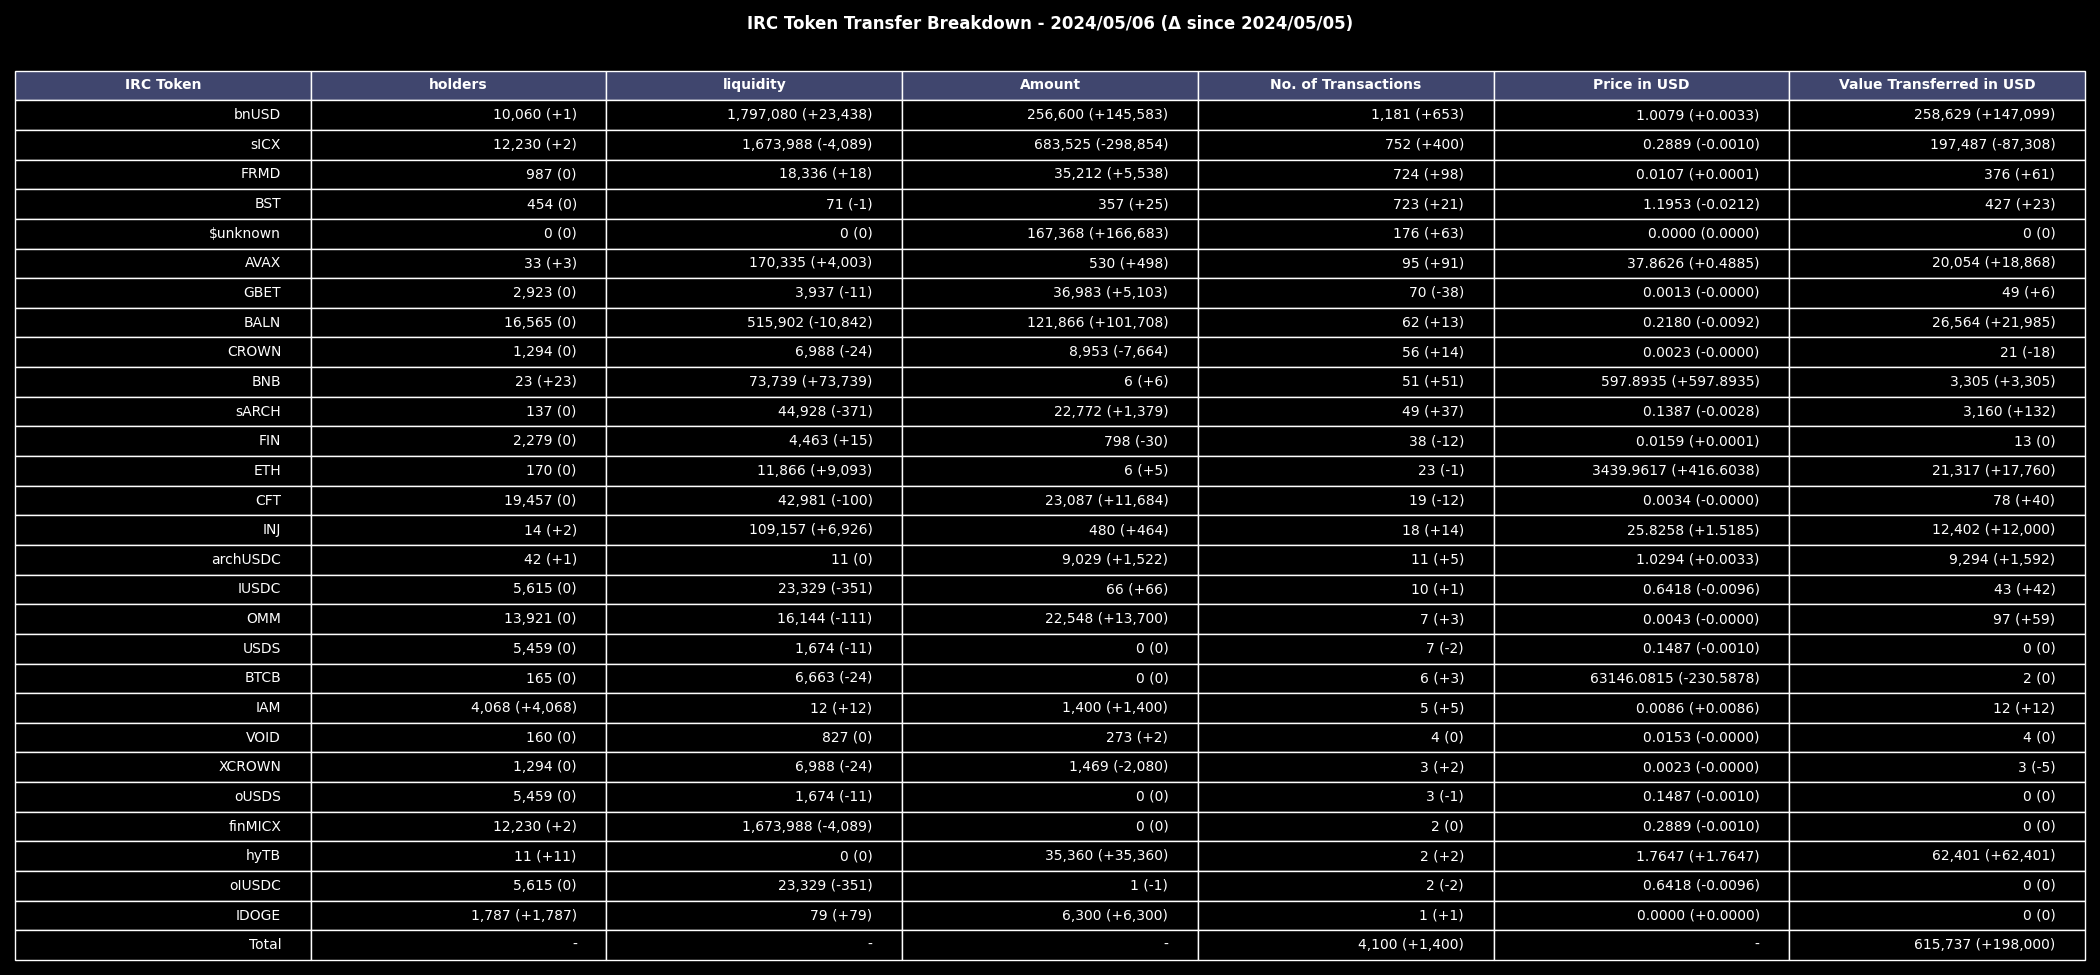 IRC Token Transfer Breakdown - 2024/05/06 (Δ since 2024/05/05)
IRC Token holders liquidity Amount No. of Transactions Price in USD Value Transferred in USD
bnUSD 10,060 (+1) 1,797,080 (+23,438) 256,600 (+145,583) 1,181 (+653) 1.0079 (+0.0033) 258,629 (+147,099)
sICX 12,230 (+2) 1,673,988 (-4,089) 683,525 (-298,854) 752 (+400) 0.2889 (-0.0010) 197,487 (-87,308)
FRMD 987 (0) 18,336 (+18) 35,212 (+5,538) 724 (+98) 0.0107 (+0.0001) 376 (+61)
BST 454 (0) 71 (-1) 357 (+25) 723 (+21) 1.1953 (-0.0212) 427 (+23)
$unknown 0 (0) 0 (0) 167,368 (+166,683) 176 (+63) 0.0000 (0.0000) 0 (0)
AVAX 33 (+3) 170,335 (+4,003) 530 (+498) 95 (+91) 37.8626 (+0.4885) 20,054 (+18,868)
GBET 2,923 (0) 3,937 (-11) 36,983 (+5,103) 70 (-38) 0.0013 (-0.0000) 49 (+6)
BALN 16,565 (0) 515,902 (-10,842) 121,866 (+101,708) 62 (+13) 0.2180 (-0.0092) 26,564 (+21,985)
CROWN 1,294 (0) 6,988 (-24) 8,953 (-7,664) 56 (+14) 0.0023 (-0.0000) 21 (-18)
BNB 23 (+23) 73,739 (+73,739) 6 (+6) 51 (+51) 597.8935 (+597.8935) 3,305 (+3,305)
sARCH 137 (0) 44,928 (-371) 22,772 (+1,379) 49 (+37) 0.1387 (-0.0028) 3,160 (+132)
FIN 2,279 (0) 4,463 (+15) 798 (-30) 38 (-12) 0.0159 (+0.0001) 13 (0)
ETH 170 (0) 11,866 (+9,093) 6 (+5) 23 (-1) 3439.9617 (+416.6038) 21,317 (+17,760)
CFT 19,457 (0) 42,981 (-100) 23,087 (+11,684) 19 (-12) 0.0034 (-0.0000) 78 (+40)
INJ 14 (+2) 109,157 (+6,926) 480 (+464) 18 (+14) 25.8258 (+1.5185) 12,402 (+12,000)
archUSDC 42 (+1) 11 (0) 9,029 (+1,522) 11 (+5) 1.0294 (+0.0033) 9,294 (+1,592)
IUSDC 5,615 (0) 23,329 (-351) 66 (+66) 10 (+1) 0.6418 (-0.0096) 43 (+42)
OMM 13,921 (0) 16,144 (-111) 22,548 (+13,700) 7 (+3) 0.0043 (-0.0000) 97 (+59)
USDS 5,459 (0) 1,674 (-11) 0 (0) 7 (-2) 0.1487 (-0.0010) 0 (0)
BTCB 165 (0) 6,663 (-24) 0 (0) 6 (+3) 63146.0815 (-230.5878) 2 (0)
IAM 4,068 (+4,068) 12 (+12) 1,400 (+1,400) 5 (+5) 0.0086 (+0.0086) 12 (+12)
VOID 160 (0) 827 (0) 273 (+2) 4 (0) 0.0153 (-0.0000) 4 (0)
XCROWN 1,294 (0) 6,988 (-24) 1,469 (-2,080) 3 (+2) 0.0023 (-0.0000) 3 (-5)
oUSDS 5,459 (0) 1,674 (-11) 0 (0) 3 (-1) 0.1487 (-0.0010) 0 (0)
finMICX 12,230 (+2) 1,673,988 (-4,089) 0 (0) 2 (0) 0.2889 (-0.0010) 0 (0)
hyTB 11 (+11) 0 (0) 35,360 (+35,360) 2 (+2) 1.7647 (+1.7647) 62,401 (+62,401)
oIUSDC 5,615 (0) 23,329 (-351) 1 (-1) 2 (-2) 0.6418 (-0.0096) 0 (0)
IDOGE 1,787 (+1,787) 79 (+79) 6,300 (+6,300) 1 (+1) 0.0000 (+0.0000) 0 (0)
Total - - - 4,100 (+1,400) - 615,737 (+198,000)